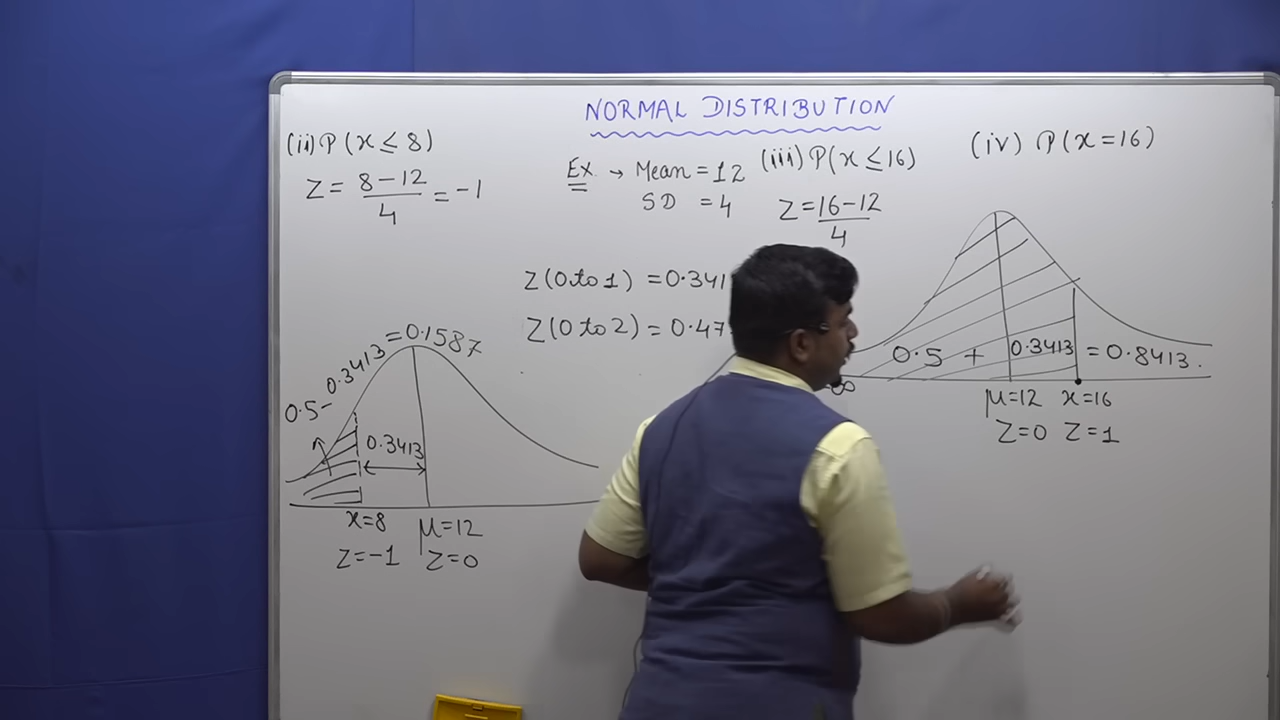 NORMAL DISTRIBUTION
(ii) P(x ≤ 8)
Z = 8-12 / 4 = -1
Ex. → Mean = 12
SD = 4
Z(0 to 1) = 0.341
Z(0 to 2) = 0.47
(iii) P(x ≤ 16)
Z = 16-12 / 4
(iv) P(x = 16)
0.5 - 0.3413 = 0.1587
0.3413
x=8 μ=12
Z=-1 Z=0
0.5 + 0.3413 = 0.8413.
-∞
μ=12 x=16
Z=0 Z=1